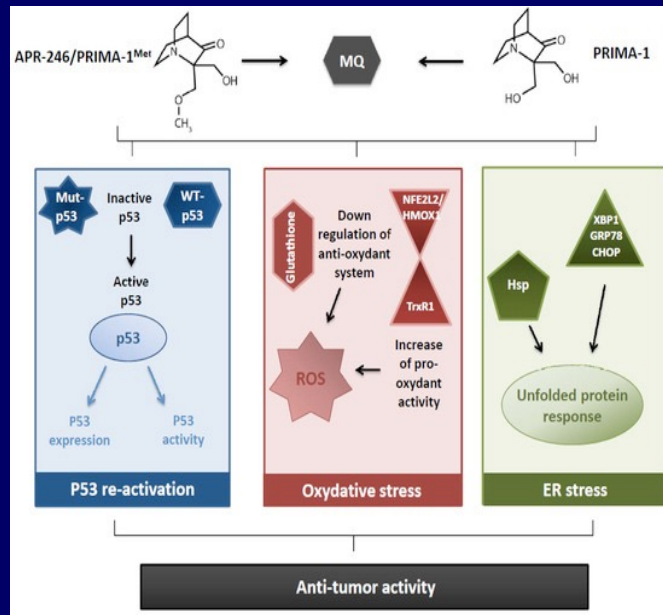 APR-246/PRIMA-1Met
N
O
OH
O
CH3
MQ
N
O
OH
HO
PRIMA-1
Mut-
p53
Inactive
p53
WT-
p53
Active
p53
p53
P53
expression
P53
activity
P53 re-activation
Glutathione
Down
regulation of
anti-oxydant
system
NFE2L2/
HMOX1
TrxR1
ROS
Increase
of pro-
oxydant
activity
Oxydative stress
Hsp
XBP1
GRP78
CHOP
Unfolded protein
response
ER stress
Anti-tumor activity